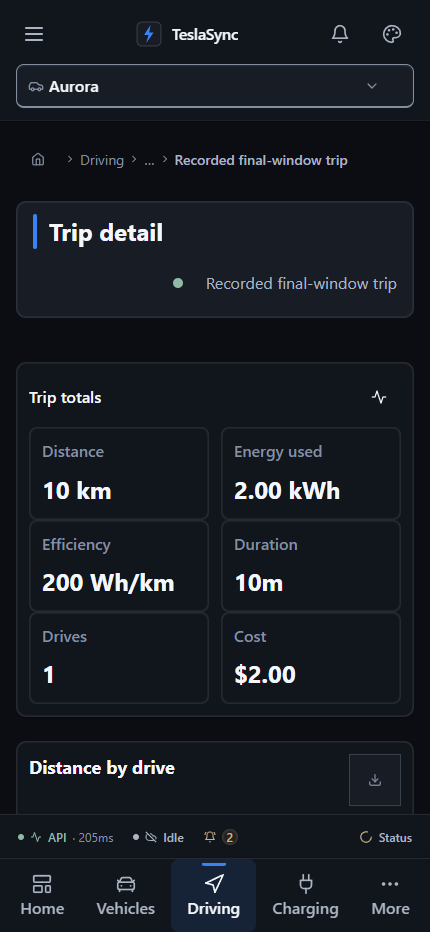 TeslaSync
Aurora
Driving
...
Recorded final-window trip
Trip detail
Recorded final-window trip
Trip totals
Distance
Energy used
10 km
2.00 kWh
Efficiency
Duration
200 Wh/km
10m
Drives
Cost
1
$2.00
Distance by drive
API · 205ms
Idle
2
Status
Home
Vehicles
Driving
Charging
More